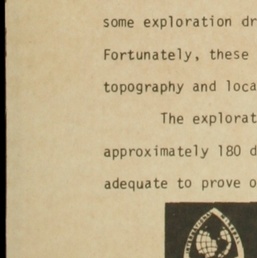 some exploration dr
Fortunately, these
topography and loca
The explorat
approximately 180 d
adequate to prove o